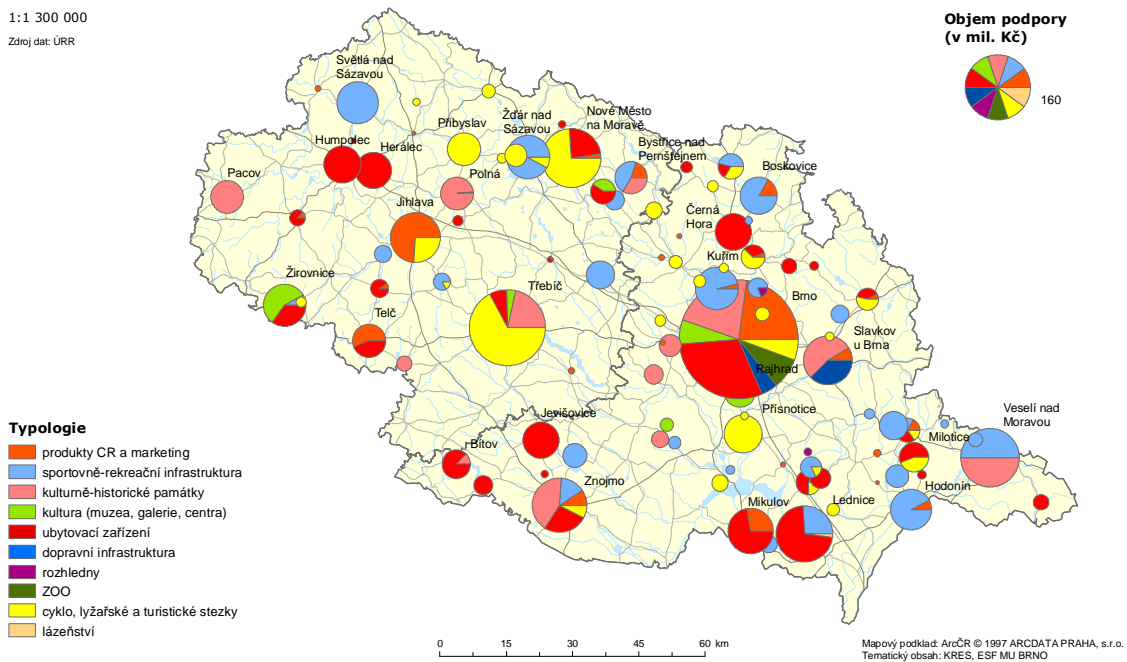 1:1 300 000
Zdroj dat: ÚRR
Objem podpory
(v mil. Kč)
160
Světlá nad
Sázavou
Přibyslav
Žďár nad
Sázavou
Nové Město
na Moravě
Humpolec
Herálec
Bystřice nad
Pernštejnem
Boskovice
Pacov
Polná
Jihlava
Černá
Hora
Kuřim
Žirovnice
Třebíč
Brno
Telč
Slavkov
u Brna
Rajhrad
Jevišovice
Přísnotice
Veselí nad
Moravou
Bítov
Milotice
Znojmo
Hodonín
Mikulov
Lednice
Typologie
produkty CR a marketing
sportovně-rekreační infrastruktura
kulturně-historické památky
kultura (muzea, galerie, centra)
ubytovací zařízení
dopravní infrastruktura
rozhledny
ZOO
cyklo, lyžařské a turistické stezky
lázeňství
0 15 30 45 60 km
Mapový podklad: ArcČR © 1997 ARCDATA PRAHA, s.r.o.
Tematický obsah: KRES, ESF MU BRNO